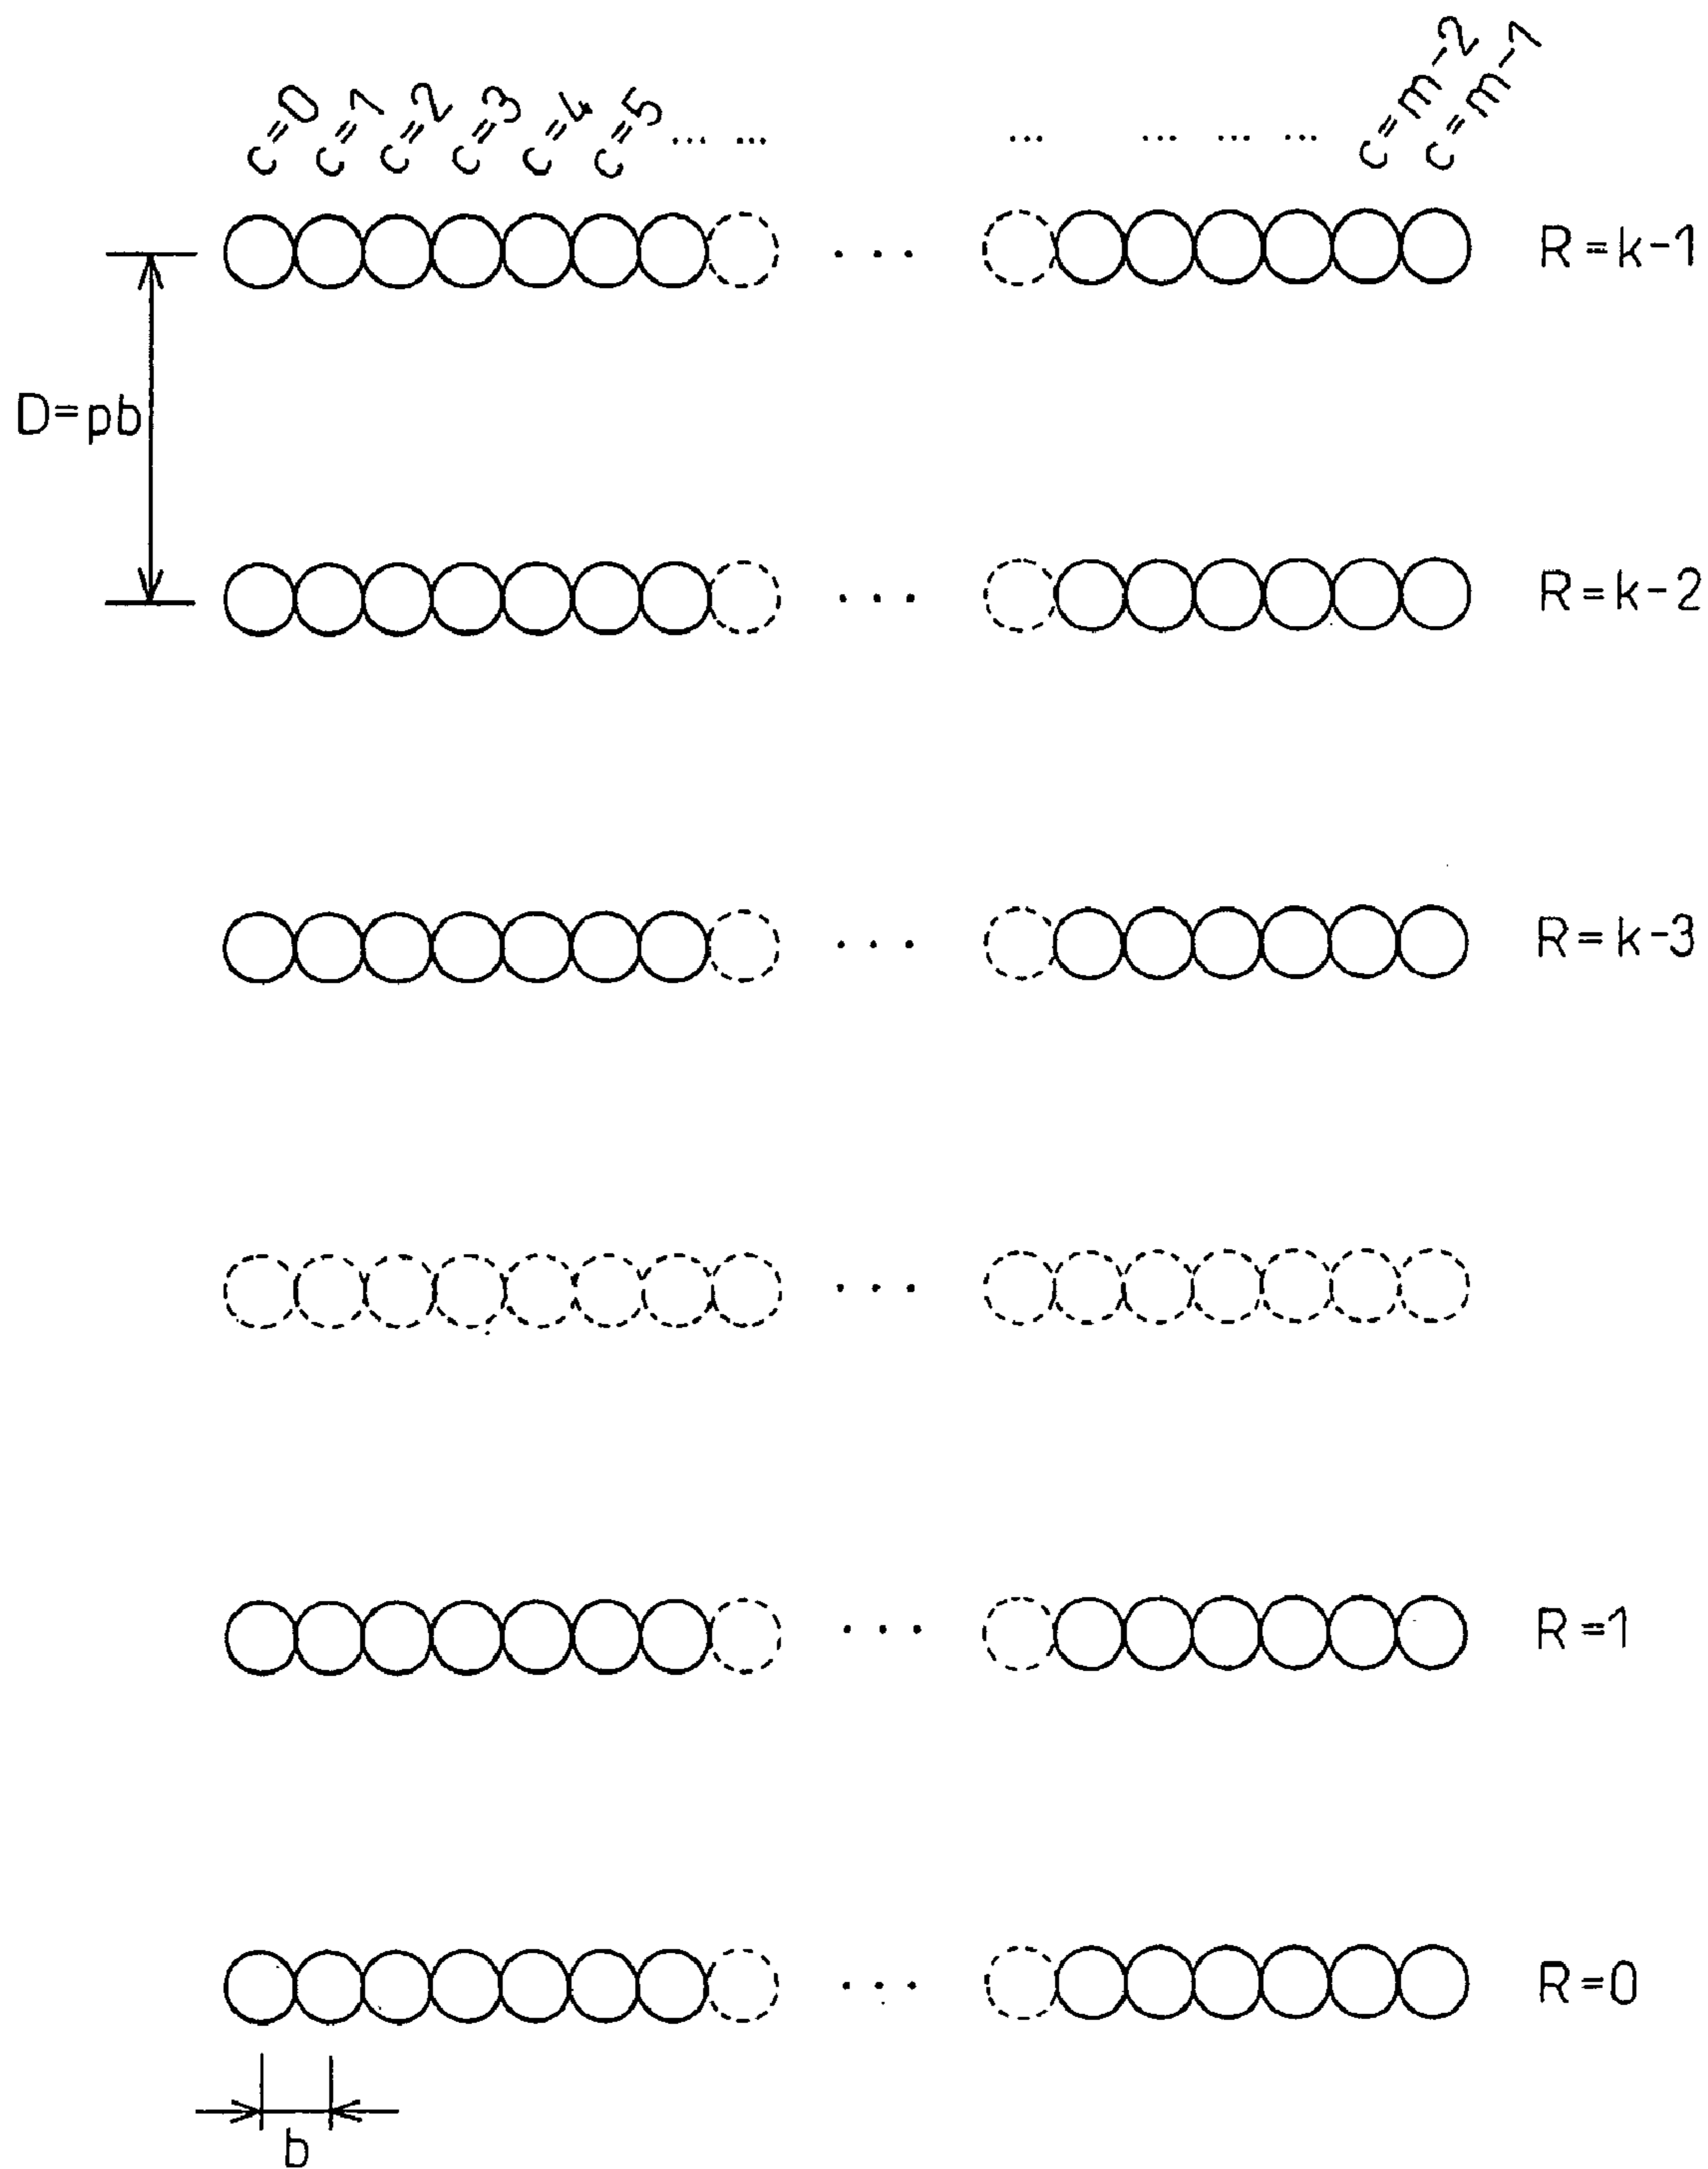 c=0 c=1 c=2 c=3 c=4 c=5 ... ... ... ... ... ... c=m-2 c=m-1
R=k-1
D=pb
...
R=k-2
...
R=k-3
...
...
R=1
...
R=0
...
b